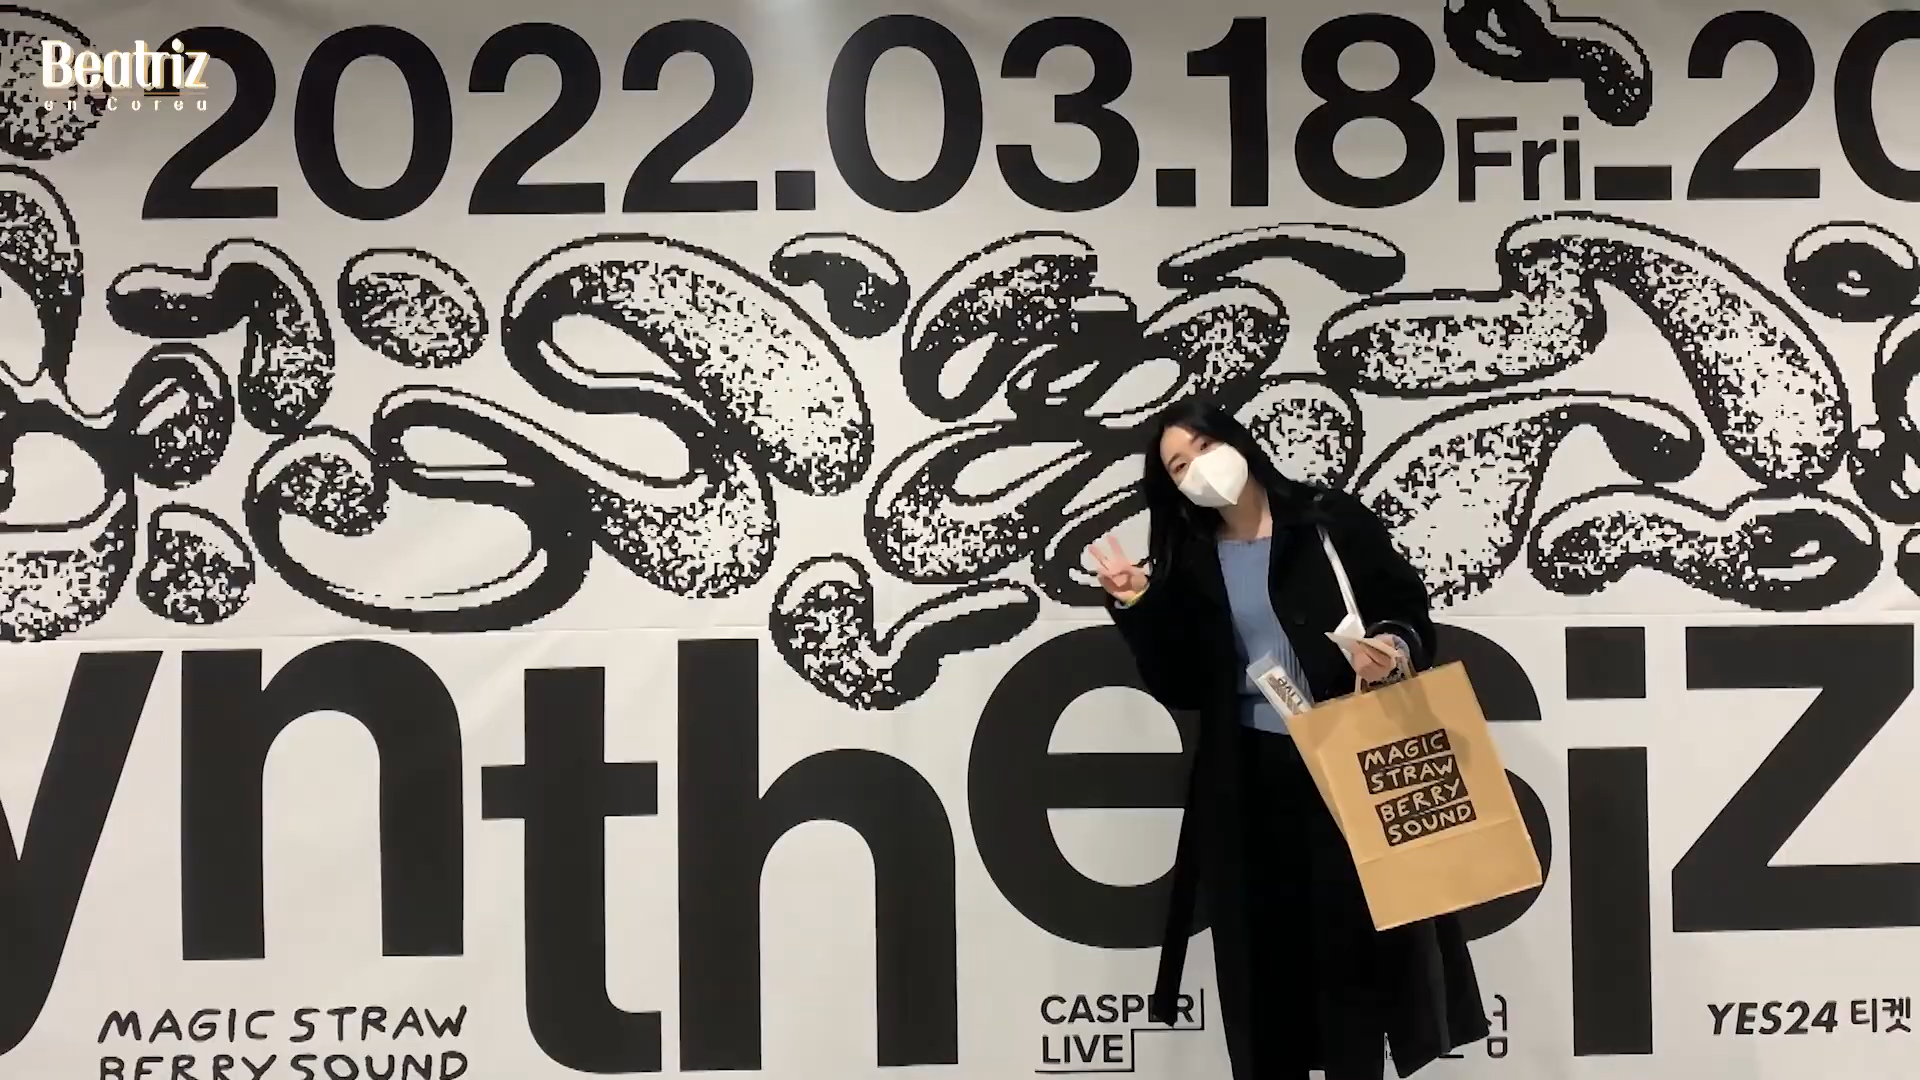 Beatriz
en Corea
2022.03.18Fri_20
ynthesiz
LIVE
MAGIC
STRAW
BERRY
SOUND
MAGIC STRAW
BERRY SOUND
CASPER
LIVE
YES24 티켓